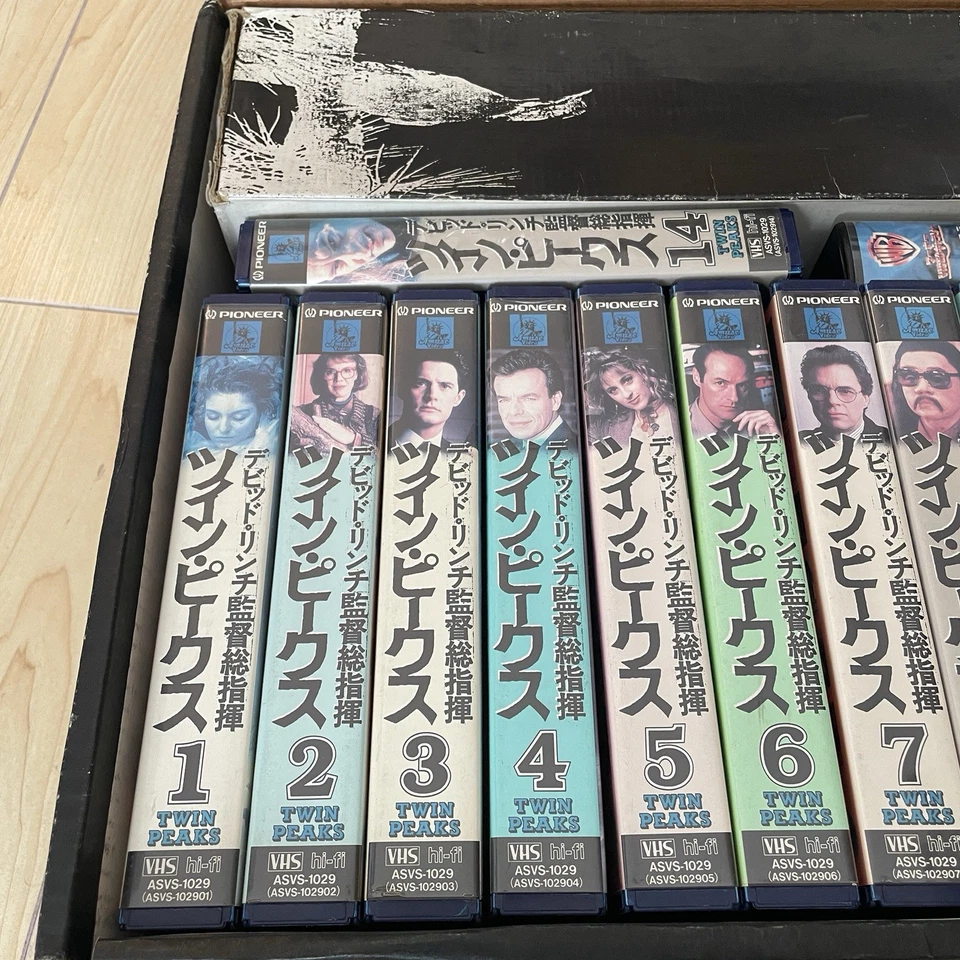 PIONEER
デビッド・リンチ監督総指揮
ツイン・ピークス
14
TWIN
PEAKS
VHS hi-fi
ASVS-1029
(ASVS-102914)
WB
PIONEER
デビッド・リンチ監督総指揮
ツイン・ピークス
1
TWIN
PEAKS
VHS hi-fi
ASVS-1029
(ASVS-102901)
PIONEER
デビッド・リンチ監督総指揮
ツイン・ピークス
2
TWIN
PEAKS
VHS hi-fi
ASVS-1029
(ASVS-102902)
PIONEER
デビッド・リンチ監督総指揮
ツイン・ピークス
3
TWIN
PEAKS
VHS hi-fi
ASVS-1029
(ASVS-102903)
PIONEER
デビッド・リンチ監督総指揮
ツイン・ピークス
4
TWIN
PEAKS
VHS hi-fi
ASVS-1029
(ASVS-102904)
PIONEER
デビッド・リンチ監督総指揮
ツイン・ピークス
5
TWIN
PEAKS
VHS hi-fi
ASVS-1029
(ASVS-102905)
PIONEER
デビッド・リンチ監督総指揮
ツイン・ピークス
6
TWIN
PEAKS
VHS hi-fi
ASVS-1029
(ASVS-102906)
PIONEER
デビッド・リンチ監督総指揮
ツイン・ピークス
7
TWIN
PEAKS
VHS hi-fi
ASVS-1029
(ASVS-102907
PIONEER